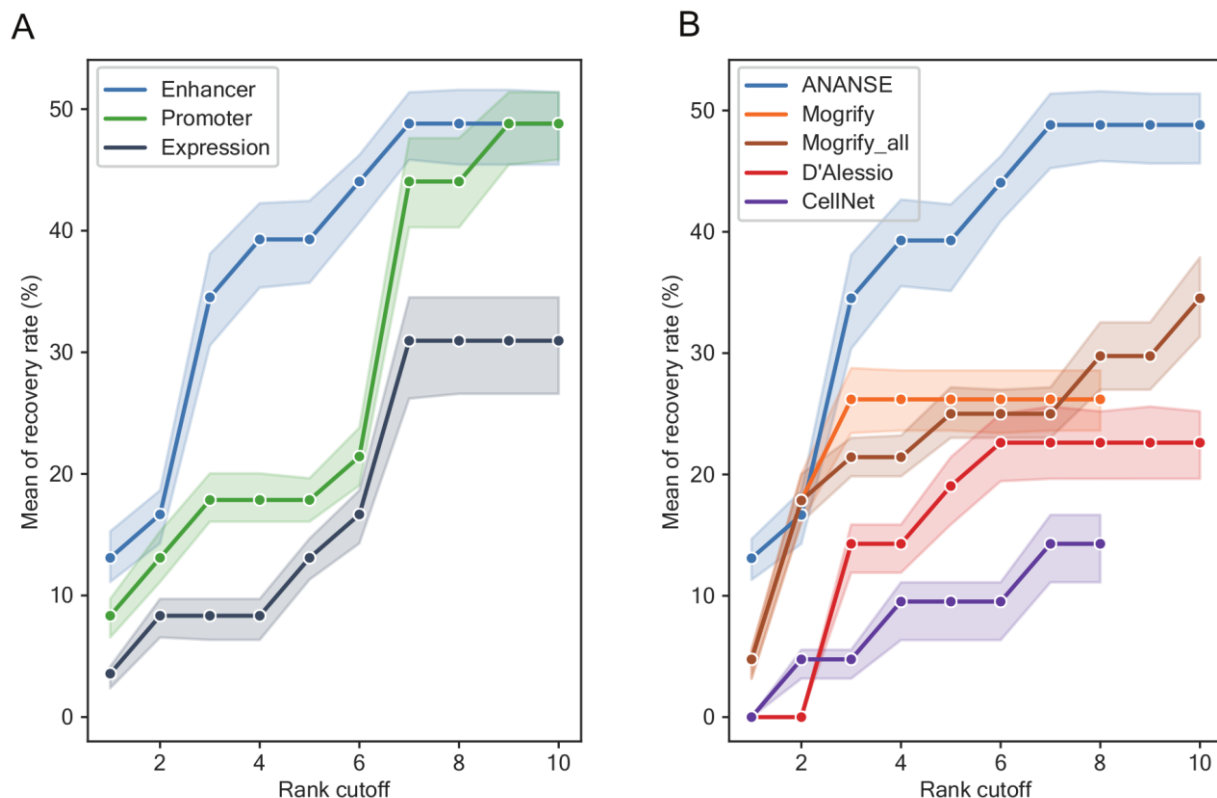 A
Enhancer
Promoter
Expression
Mean of recovery rate (%)
50
40
30
20
10
0
2 4 6 8 10
Rank cutoff
B
ANANSE
Mogrify
Mogrify_all
D'Alessio
CellNet
Mean of recovery rate (%)
50
40
30
20
10
0
2 4 6 8 10
Rank cutoff